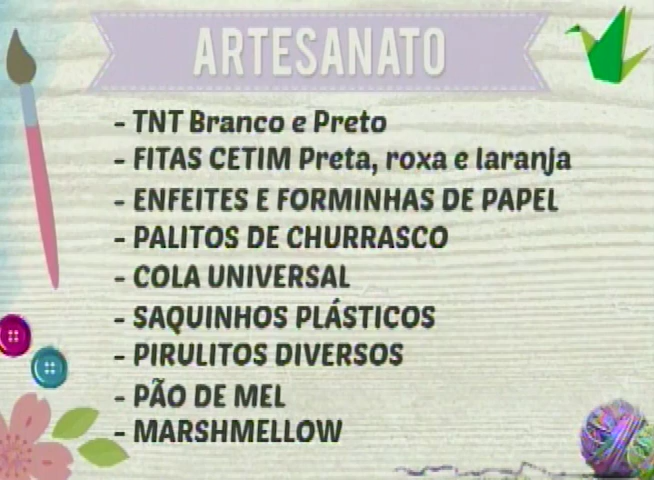 ARTESANATO
- TNT Branco e Preto
- FITAS CETIM Preta, roxa e laranja
- ENFEITES E FORMINHAS DE PAPEL
- PALITOS DE CHURRASCO
- COLA UNIVERSAL
- SAQUINHOS PLÁSTICOS
- PIRULITOS DIVERSOS
- PÃO DE MEL
- MARSHMELLOW